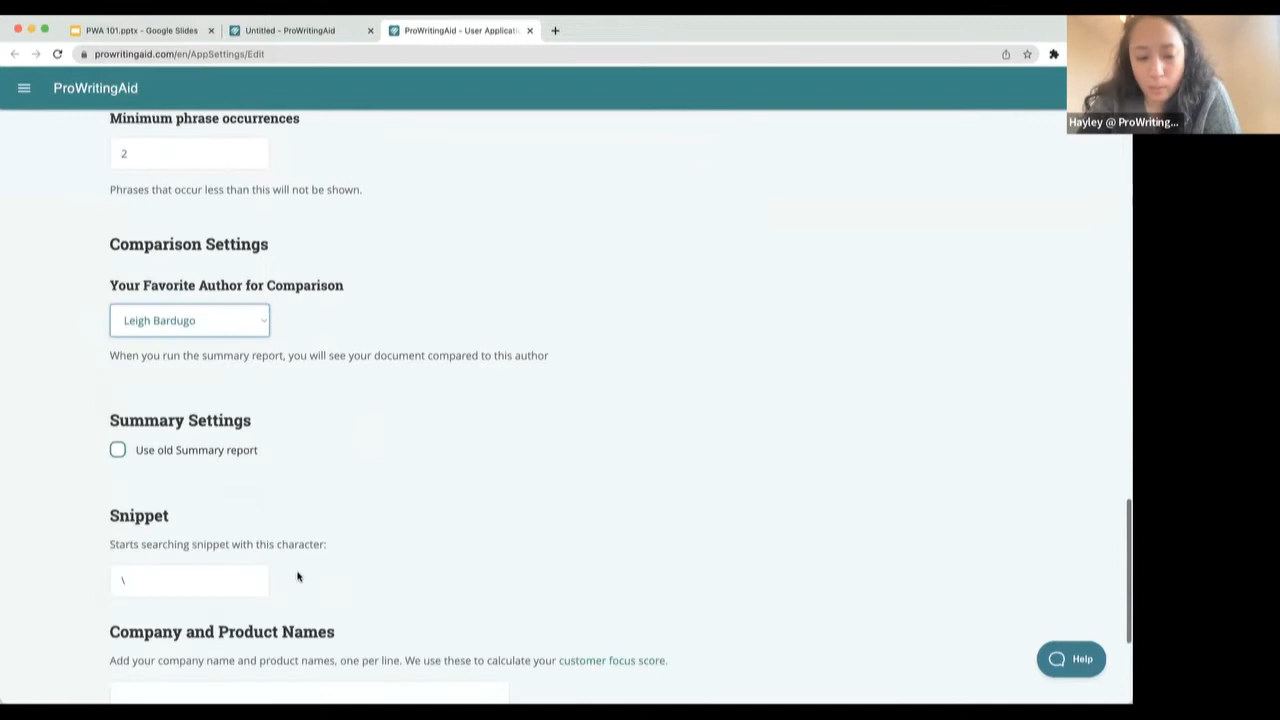 PWA 101.pptx - Google Slides
Untitled - ProWritingAid
ProWritingAid - User Applicati
prowritingaid.com/en/AppSettings/Edit
ProWritingAid
Hayley @ ProWriting...
Minimum phrase occurrences
2
Phrases that occur less than this will not be shown.
Comparison Settings
Your Favorite Author for Comparison
Leigh Bardugo
When you run the summary report, you will see your document compared to this author
Summary Settings
Use old Summary report
Snippet
Starts searching snippet with this character:
\
Company and Product Names
Add your company name and product names, one per line. We use these to calculate your customer focus score.
Help